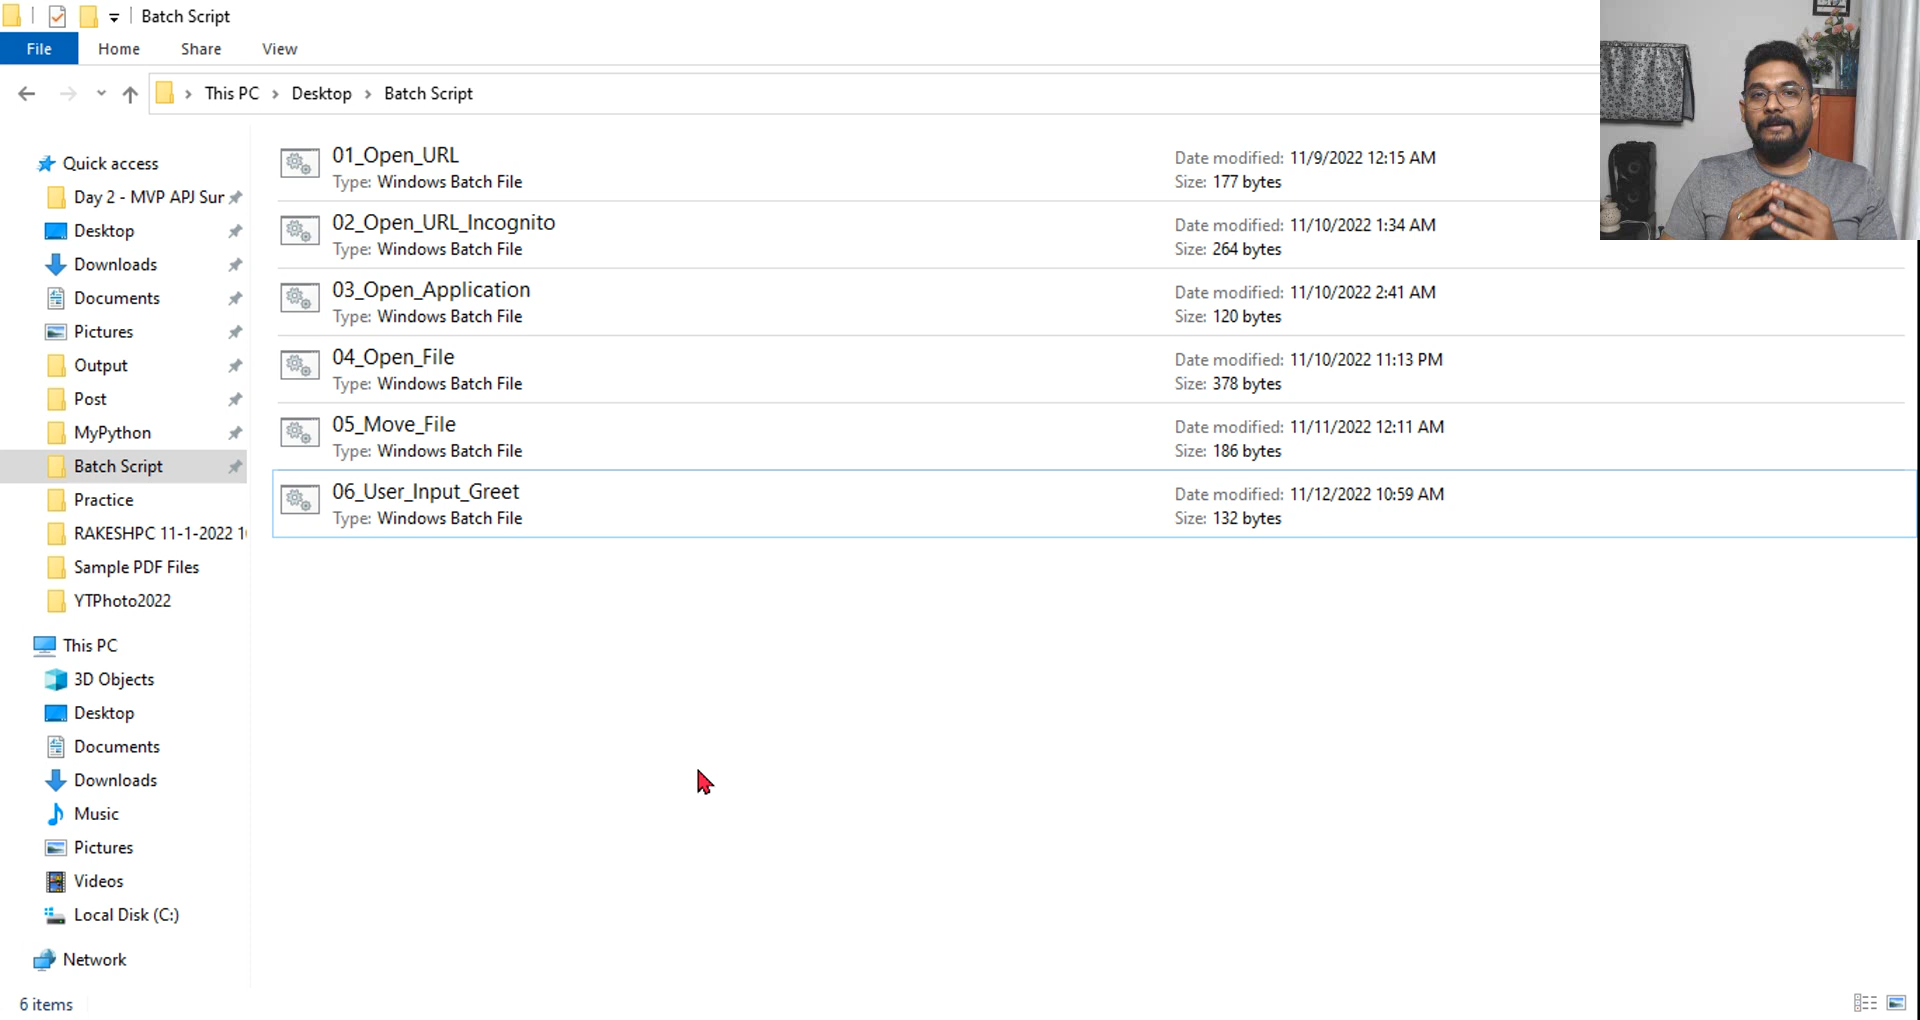 Batch Script
File Home Share View
This PC > Desktop > Batch Script
Quick access
Day 2 - MVP APJ Sur
Desktop
Downloads
Documents
Pictures
Output
Post
MyPython
Batch Script
Practice
RAKESHPC 11-1-2022 1
Sample PDF Files
YTPhoto2022
This PC
3D Objects
Desktop
Documents
Downloads
Music
Pictures
Videos
Local Disk (C:)
Network
01_Open_URL
Date modified: 11/9/2022 12:15 AM
Type: Windows Batch File
Size: 177 bytes
02_Open_URL_Incognito
Date modified: 11/10/2022 1:34 AM
Type: Windows Batch File
Size: 264 bytes
03_Open_Application
Date modified: 11/10/2022 2:41 AM
Type: Windows Batch File
Size: 120 bytes
04_Open_File
Date modified: 11/10/2022 11:13 PM
Type: Windows Batch File
Size: 378 bytes
05_Move_File
Date modified: 11/11/2022 12:11 AM
Type: Windows Batch File
Size: 186 bytes
06_User_Input_Greet
Date modified: 11/12/2022 10:59 AM
Type: Windows Batch File
Size: 132 bytes
6 items